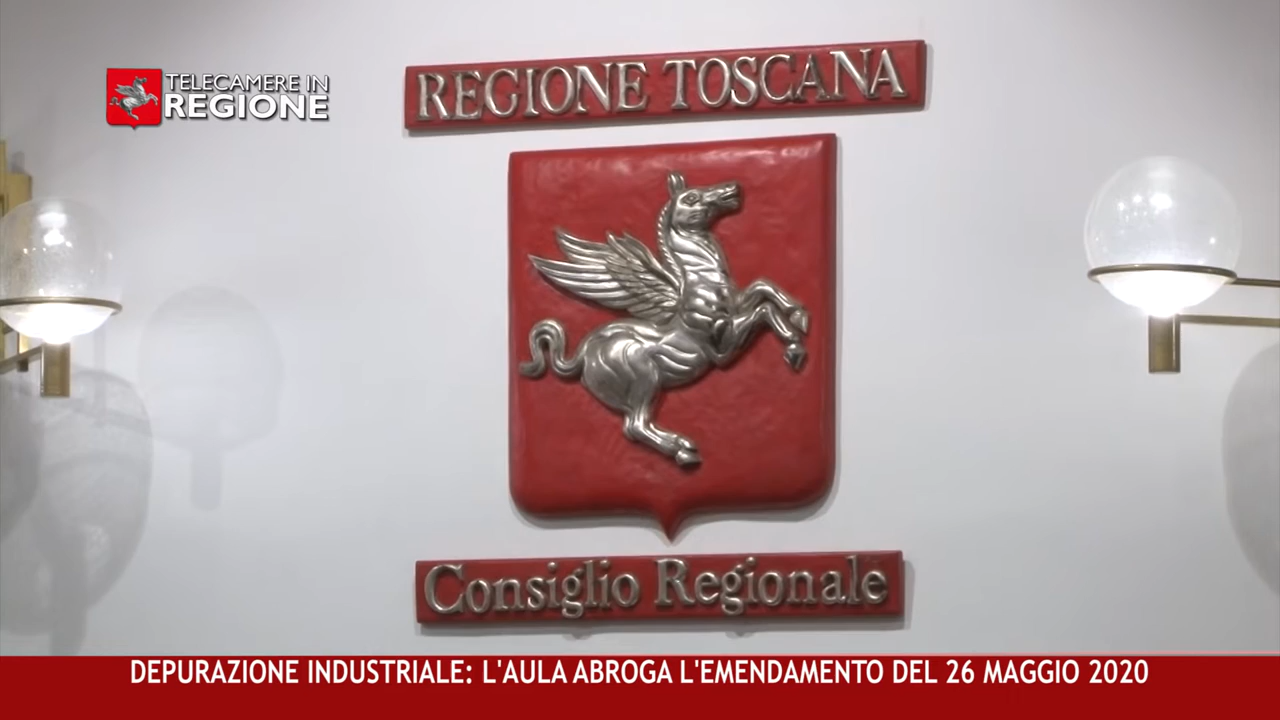 TELECAMERE IN
REGIONE
REGIONE TOSCANA
Consiglio Regionale
DEPURAZIONE INDUSTRIALE: L'AULA ABROGA L'EMENDAMENTO DEL 26 MAGGIO 2020